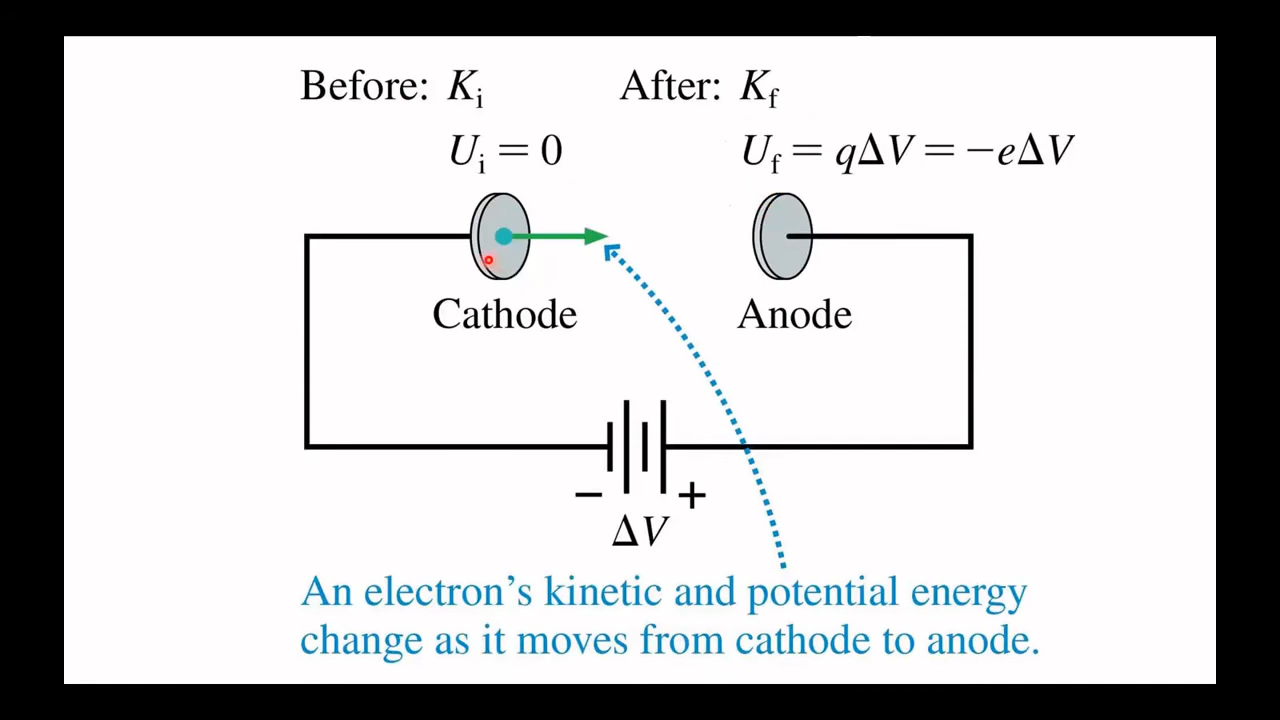 Before: Kᵢ After: K_f
Uᵢ = 0 U_f = qΔV = −eΔV
Cathode Anode
− +
ΔV
An electron’s kinetic and potential energy
change as it moves from cathode to anode.